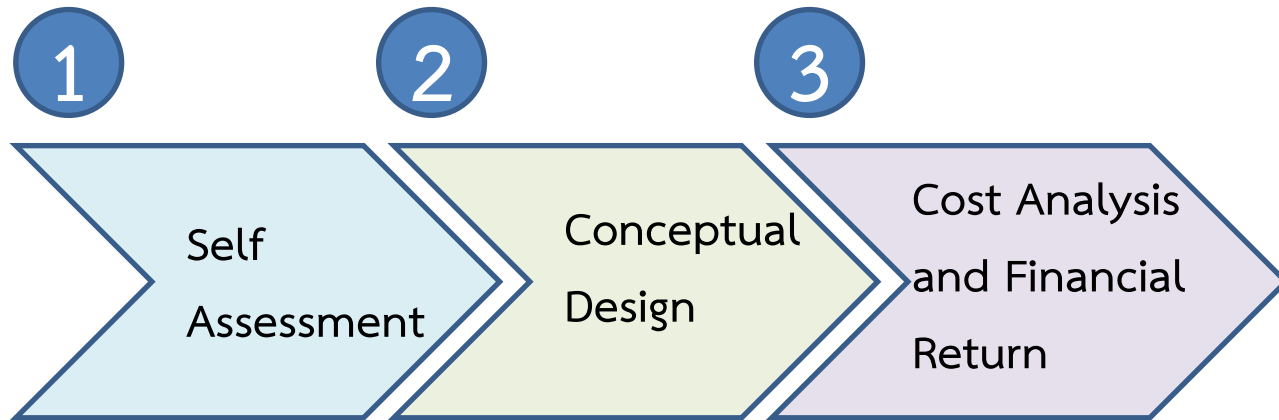 1
2
3
Self
Assessment
Conceptual
Design
Cost Analysis
and Financial
Return